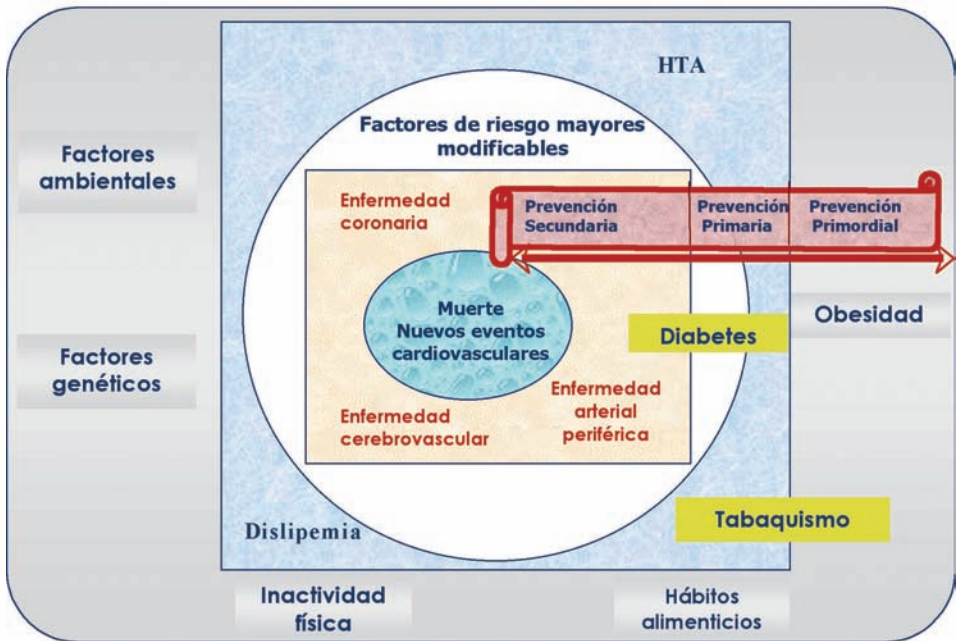 HTA
Factores de riesgo mayores
modificables
Factores
ambientales
Enfermedad
coronaria
Prevención
Secundaria
Prevención
Primaria
Prevención
Primordial
Muerte
Nuevos eventos
cardiovasculares
Obesidad
Diabetes
Factores
genéticos
Enfermedad
cerebrovascular
Enfermedad
arterial
periférica
Tabaquismo
Dislipemia
Inactividad
física
Hábitos
alimenticios